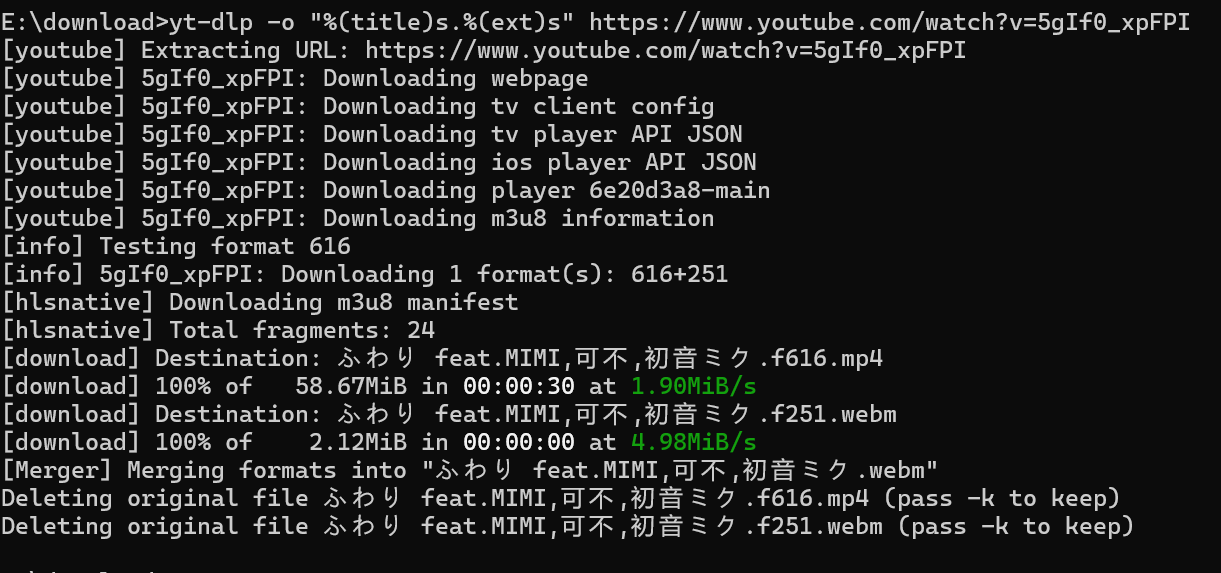 E:\download>yt-dlp -o "%(title)s.%(ext)s" https://www.youtube.com/watch?v=5gIf0_xpFPI
[youtube] Extracting URL: https://www.youtube.com/watch?v=5gIf0_xpFPI
[youtube] 5gIf0_xpFPI: Downloading webpage
[youtube] 5gIf0_xpFPI: Downloading tv client config
[youtube] 5gIf0_xpFPI: Downloading tv player API JSON
[youtube] 5gIf0_xpFPI: Downloading ios player API JSON
[youtube] 5gIf0_xpFPI: Downloading player 6e20d3a8-main
[youtube] 5gIf0_xpFPI: Downloading m3u8 information
[info] Testing format 616
[info] 5gIf0_xpFPI: Downloading 1 format(s): 616+251
[hlsnative] Downloading m3u8 manifest
[hlsnative] Total fragments: 24
[download] Destination: ふわり feat.MIMI,可不,初音ミク.f616.mp4
[download] 100% of   58.67MiB in 00:00:30 at 1.90MiB/s
[download] Destination: ふわり feat.MIMI,可不,初音ミク.f251.webm
[download] 100% of    2.12MiB in 00:00:00 at 4.98MiB/s
[Merger] Merging formats into "ふわり feat.MIMI,可不,初音ミク.webm"
Deleting original file ふわり feat.MIMI,可不,初音ミク.f616.mp4 (pass -k to keep)
Deleting original file ふわり feat.MIMI,可不,初音ミク.f251.webm (pass -k to keep)